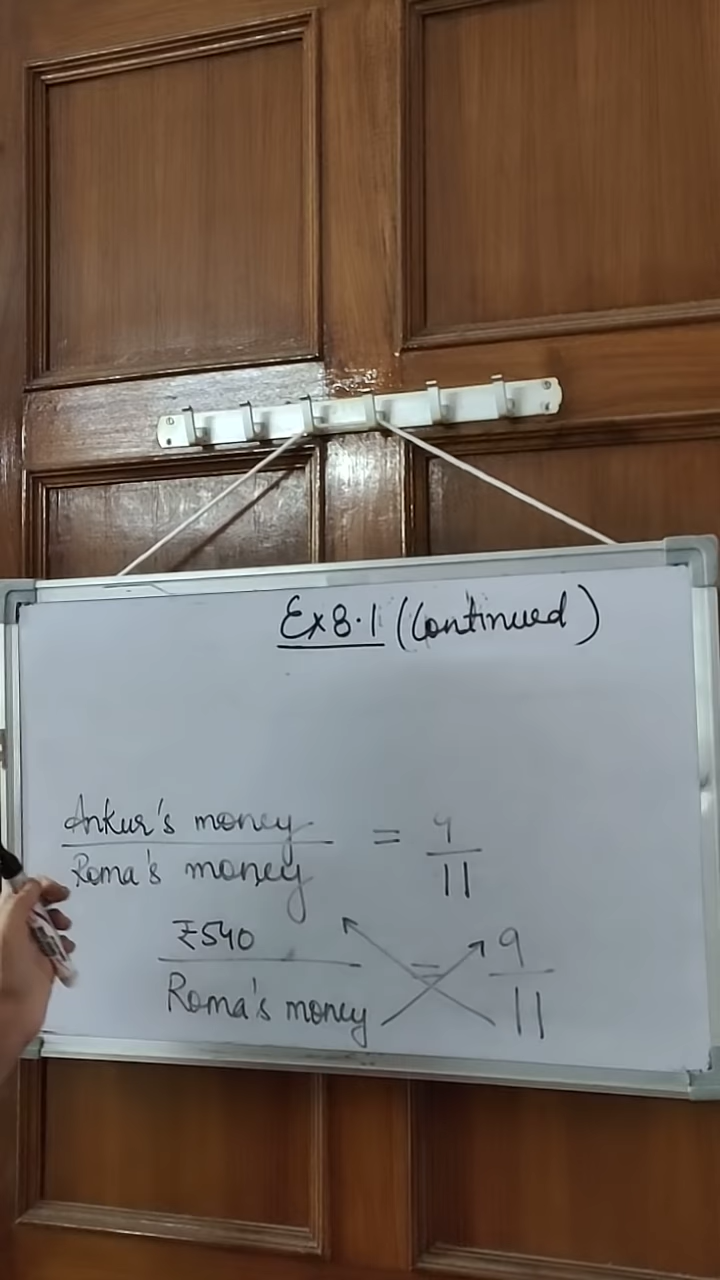 Ex 8.1 (Continued)
Ankur's money = 9
Roma's money 11
₹540 = 9
Roma's money 11